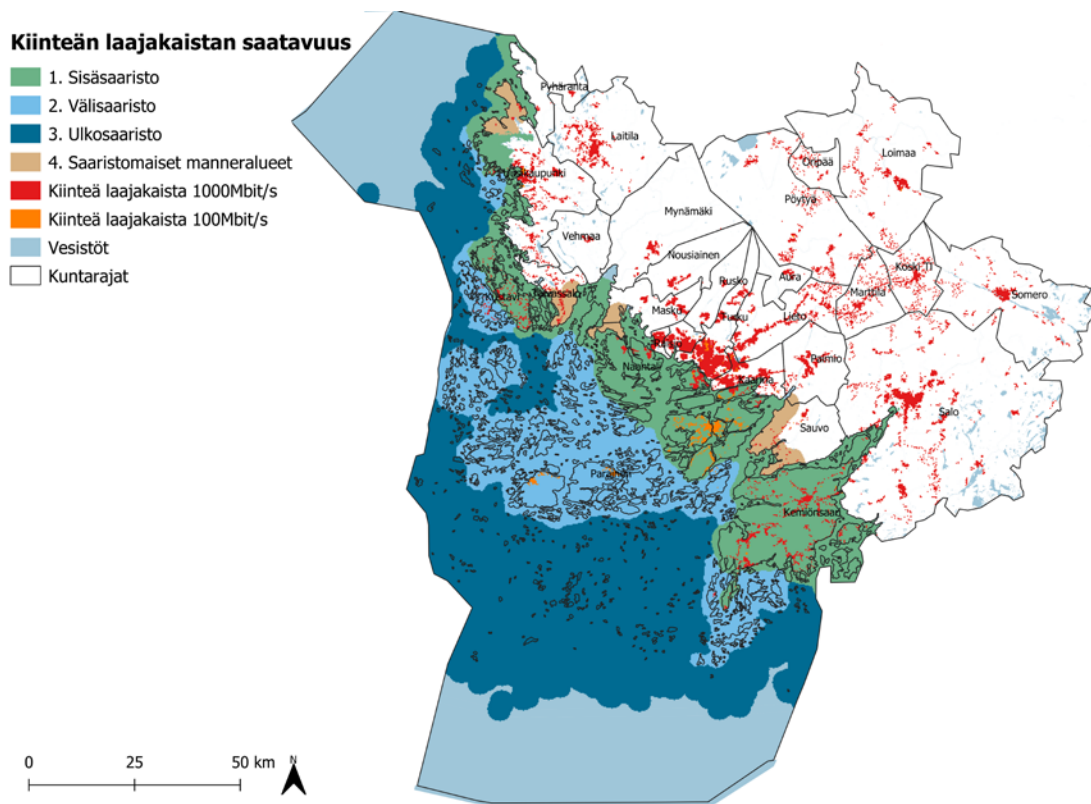 Kiinteän laajakaistan saatavuus
1. Sisäsaaristo
2. Välisaaristo
3. Ulkosaaristo
4. Saaristomaiset manneralueet
Kiinteä laajakaista 1000Mbit/s
Kiinteä laajakaista 100Mbit/s
Vesistöt
Kuntarajat
Pyhäranta
Laitila
Oripää
Loimaa
Pöytyä
Mynämäki
Vehmaa
Nousiainen
Koski Tl
Rusko
Aura
Marttila
Somero
Kustavi
Masku
Lieto
Paimio
Salo
Sauvo
Kemiönsaari
0 25 50 km
N